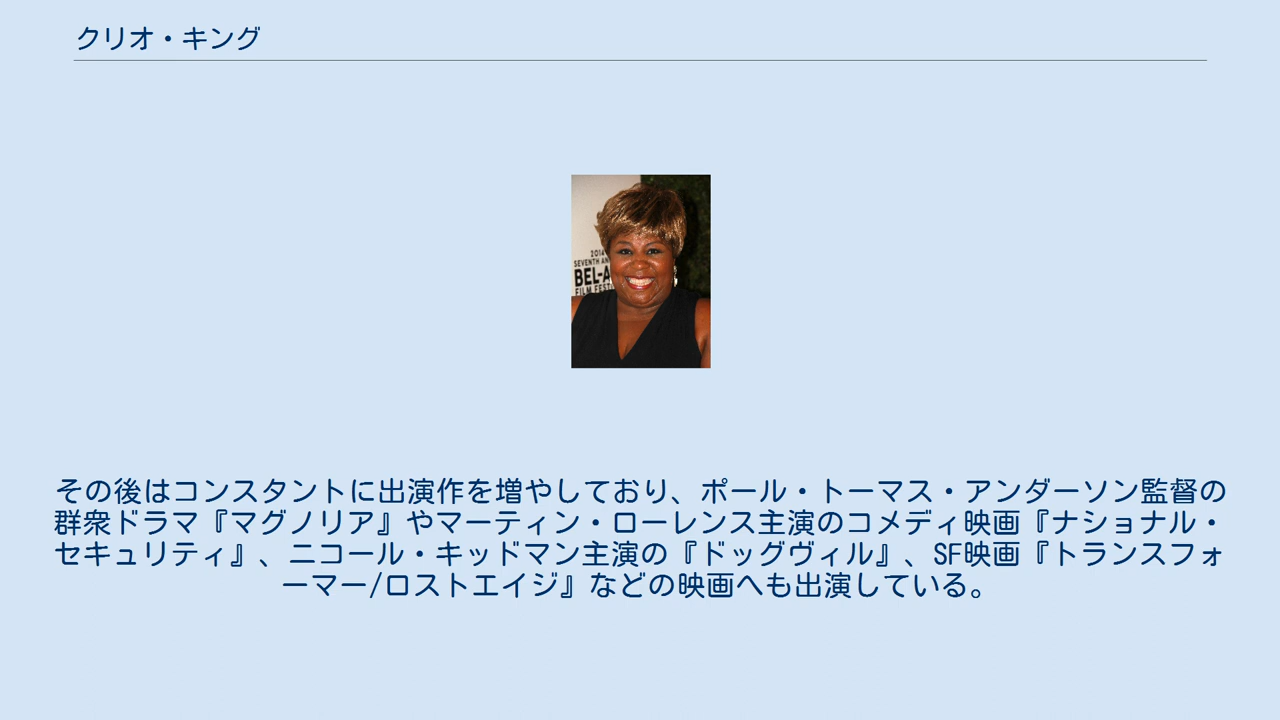 クリオ・キング
2014
SEVENTH AN
BEL-A
FILM FES
その後はコンスタントに出演作を増やしており、ポール・トーマス・アンダーソン監督の
群衆ドラマ『マグノリア』やマーティン・ローレンス主演のコメディ映画『ナショナル・
セキュリティ』、ニコール・キッドマン主演の『ドッグヴィル』、SF映画『トランスフォ
ーマー/ロストエイジ』などの映画へも出演している。